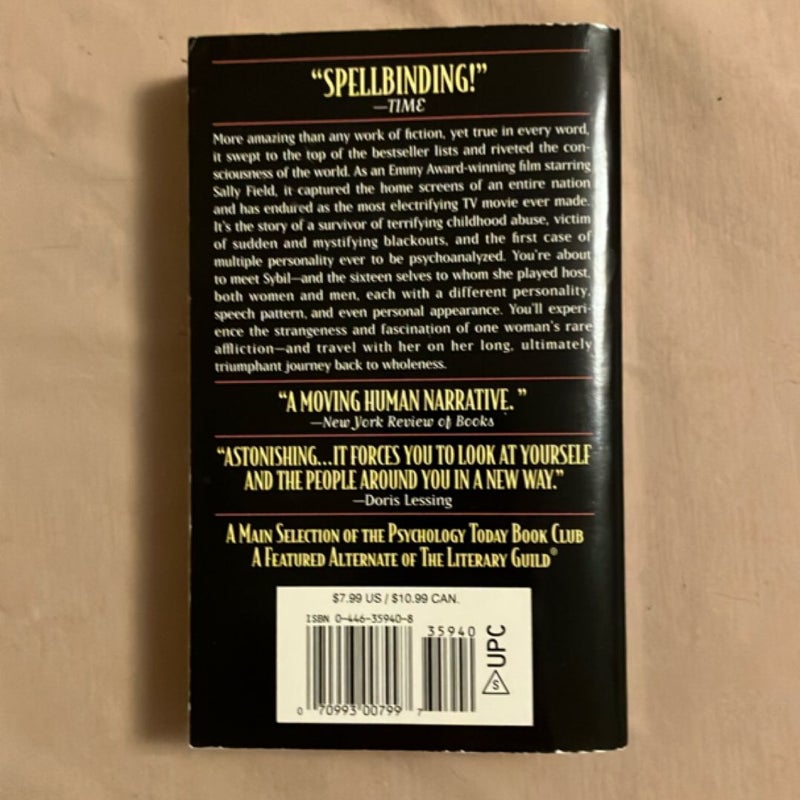 “SPELLBINDING!”
—TIME
More amazing than any work of fiction, yet true in every word,
it swept to the top of the bestseller lists and riveted the con-
sciousness of the world. As an Emmy Award-winning film starring
Sally Field, it captured the home screens of an entire nation
and has endured as the most electrifying TV movie ever made.
It's the story of a survivor of terrifying childhood abuse, victim
of sudden and mystifying blackouts, and the first case of
multiple personality ever to be psychoanalyzed. You're about
to meet Sybil—and the sixteen selves to whom she played host,
both women and men, each with a different personality,
speech pattern, and even personal appearance. You'll experi-
ence the strangeness and fascination of one woman's rare
affliction—and travel with her on her long, ultimately
triumphant journey back to wholeness.
“A MOVING HUMAN NARRATIVE. ”
—New York Review of Books
“ASTONISHING...IT FORCES YOU TO LOOK AT YOURSELF
AND THE PEOPLE AROUND YOU IN A NEW WAY.”
—Doris Lessing
A MAIN SELECTION OF THE PSYCHOLOGY TODAY BOOK CLUB
A FEATURED ALTERNATE OF THE LITERARY GUILD®
$7.99 US / $10.99 CAN.
ISBN 0-446-35940-8
35940
UPC
S
0 70993 00799 7